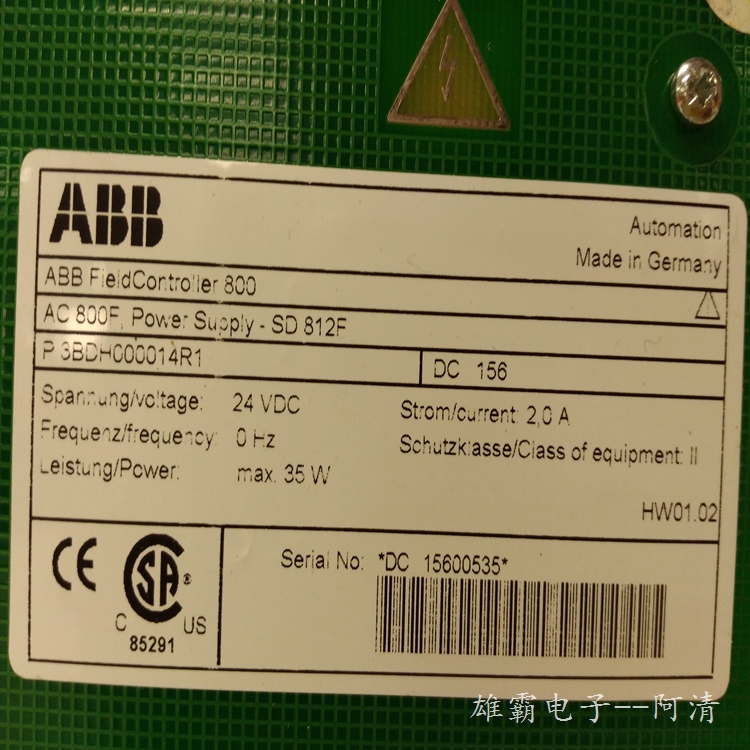 ABB
Automation
Made in Germany
ABB FieldController 800
AC 800F, Power Supply - SD 812F
P 3BDH000014R1
DC 156
Spannung/voltage: 24 VDC
Strom/current: 2,0 A
Frequenz/frequency: 0 Hz
Schutzklasse/Class of equipment: II
Leistung/Power: max. 35 W
HW01.02
CE
CSA®
C US
85291
Serial No: *DC 15600535*
雄霸电子--阿清